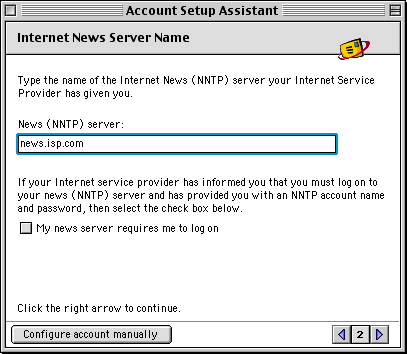 Account Setup Assistant
Internet News Server Name
Type the name of the Internet News (NNTP) server your Internet Service
Provider has given you.
News (NNTP) server:
news.isp.com
If your Internet service provider has informed you that you must log on to
your news (NNTP) server and has provided you with an NNTP account name
and password, then select the check box below.
My news server requires me to log on
Click the right arrow to continue.
Configure account manually
2